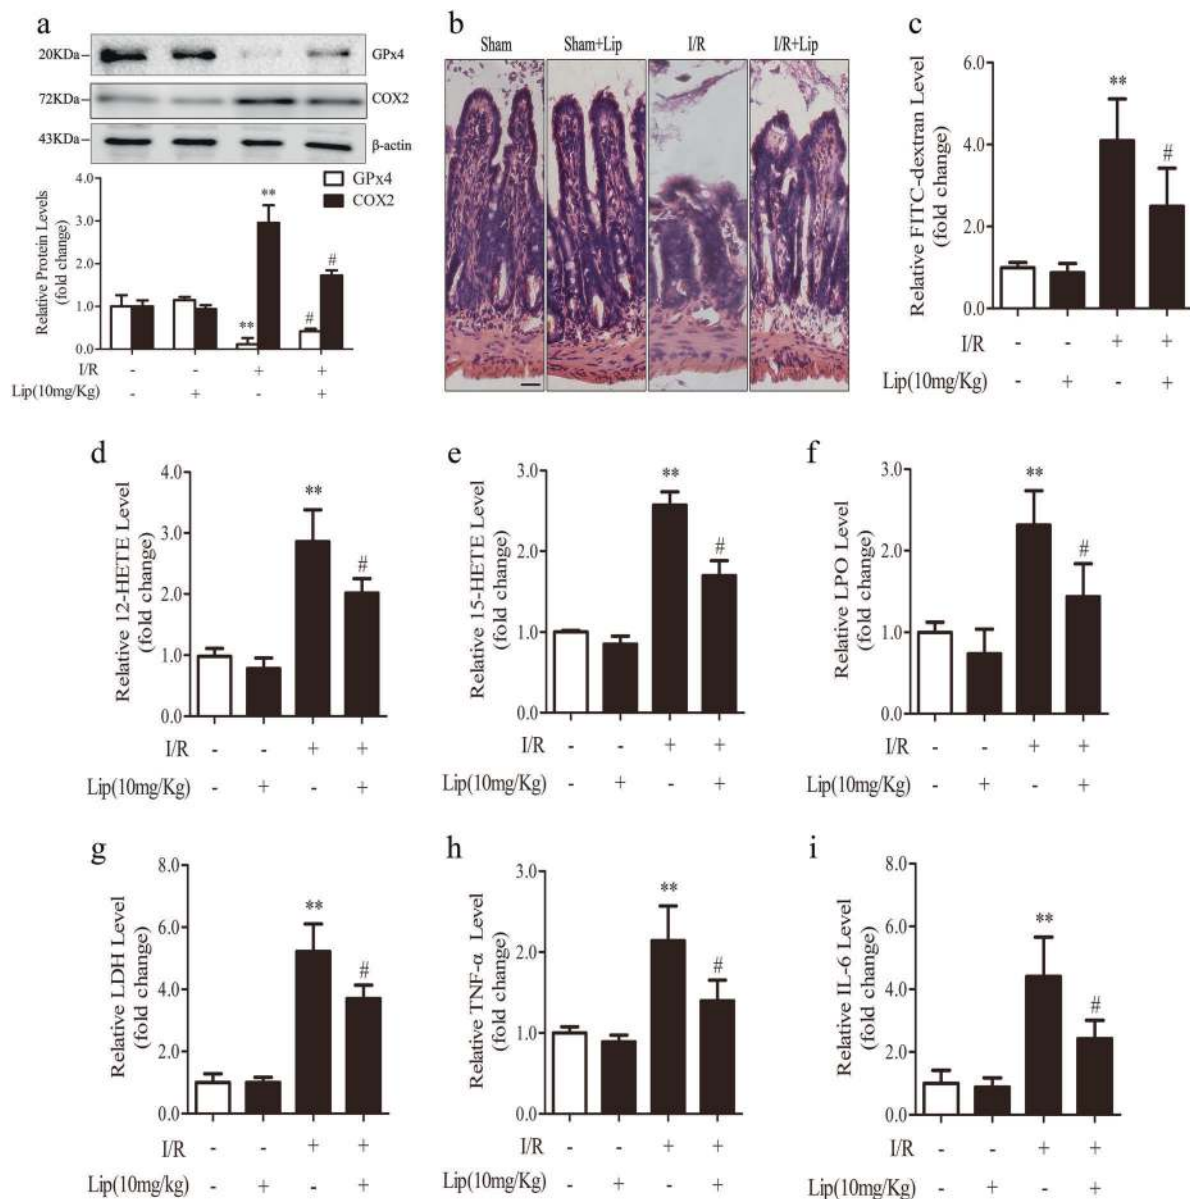 a
20KDa
GPx4
72KDa
COX2
43KDa
β-actin
Relative Protein Levels
(fold change)
4.0
3.0
2.0
1.0
0.0
GPx4
COX2
**
**
#
#
I/R
- - + +
Lip(10mg/Kg)
- + - +
b
Sham
Sham+Lip
I/R
I/R+Lip
c
Relative FITC-dextran Level
(fold change)
8.0
6.0
4.0
2.0
0.0
**
#
I/R
- - + +
Lip(10mg/Kg)
- + - +
d
Relative 12-HETE Level
(fold change)
4.0
3.0
2.0
1.0
0.0
**
#
I/R
- - + +
Lip(10mg/Kg)
- + - +
e
Relative 15-HETE Level
(fold change)
3.0
2.0
1.0
0.0
**
#
I/R
- - + +
Lip(10mg/Kg)
- + - +
f
Relative LPO Level
(fold change)
3.0
2.0
1.0
0.0
**
#
I/R
- - + +
Lip(10mg/Kg)
- + - +
g
Relative LDH Level
(fold change)
8.0
6.0
4.0
2.0
0.0
**
#
I/R
- - + +
Lip(10mg/kg)
- + - +
h
Relative TNF-α Level
(fold change)
3.0
2.0
1.0
0.0
**
#
I/R
- - + +
Lip(10mg/Kg)
- + - +
i
Relative IL-6 Level
(fold change)
8.0
6.0
4.0
2.0
0.0
**
#
I/R
- - + +
Lip(10mg/Kg)
- + - +